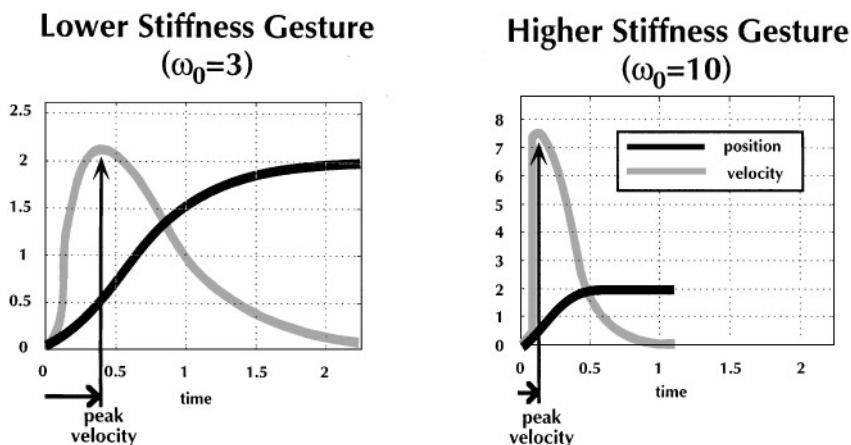 Lower Stiffness Gesture
(ω0=3)
2.5
2
1.5
1
0.5
0
0
0.5
1
1.5
2
time
peak
velocity
Higher Stiffness Gesture
(ω0=10)
8
7
6
5
4
3
2
1
0
position
velocity
0
0.5
1
1.5
2
time
peak
velocity